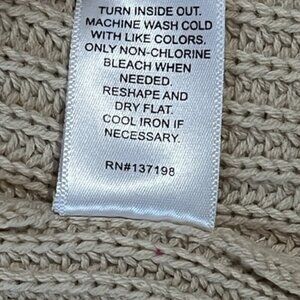 TURN INSIDE OUT.
MACHINE WASH COLD
WITH LIKE COLORS.
ONLY NON-CHLORINE
BLEACH WHEN
NEEDED.
RESHAPE AND
DRY FLAT.
COOL IRON IF
NECESSARY.
RN#137198